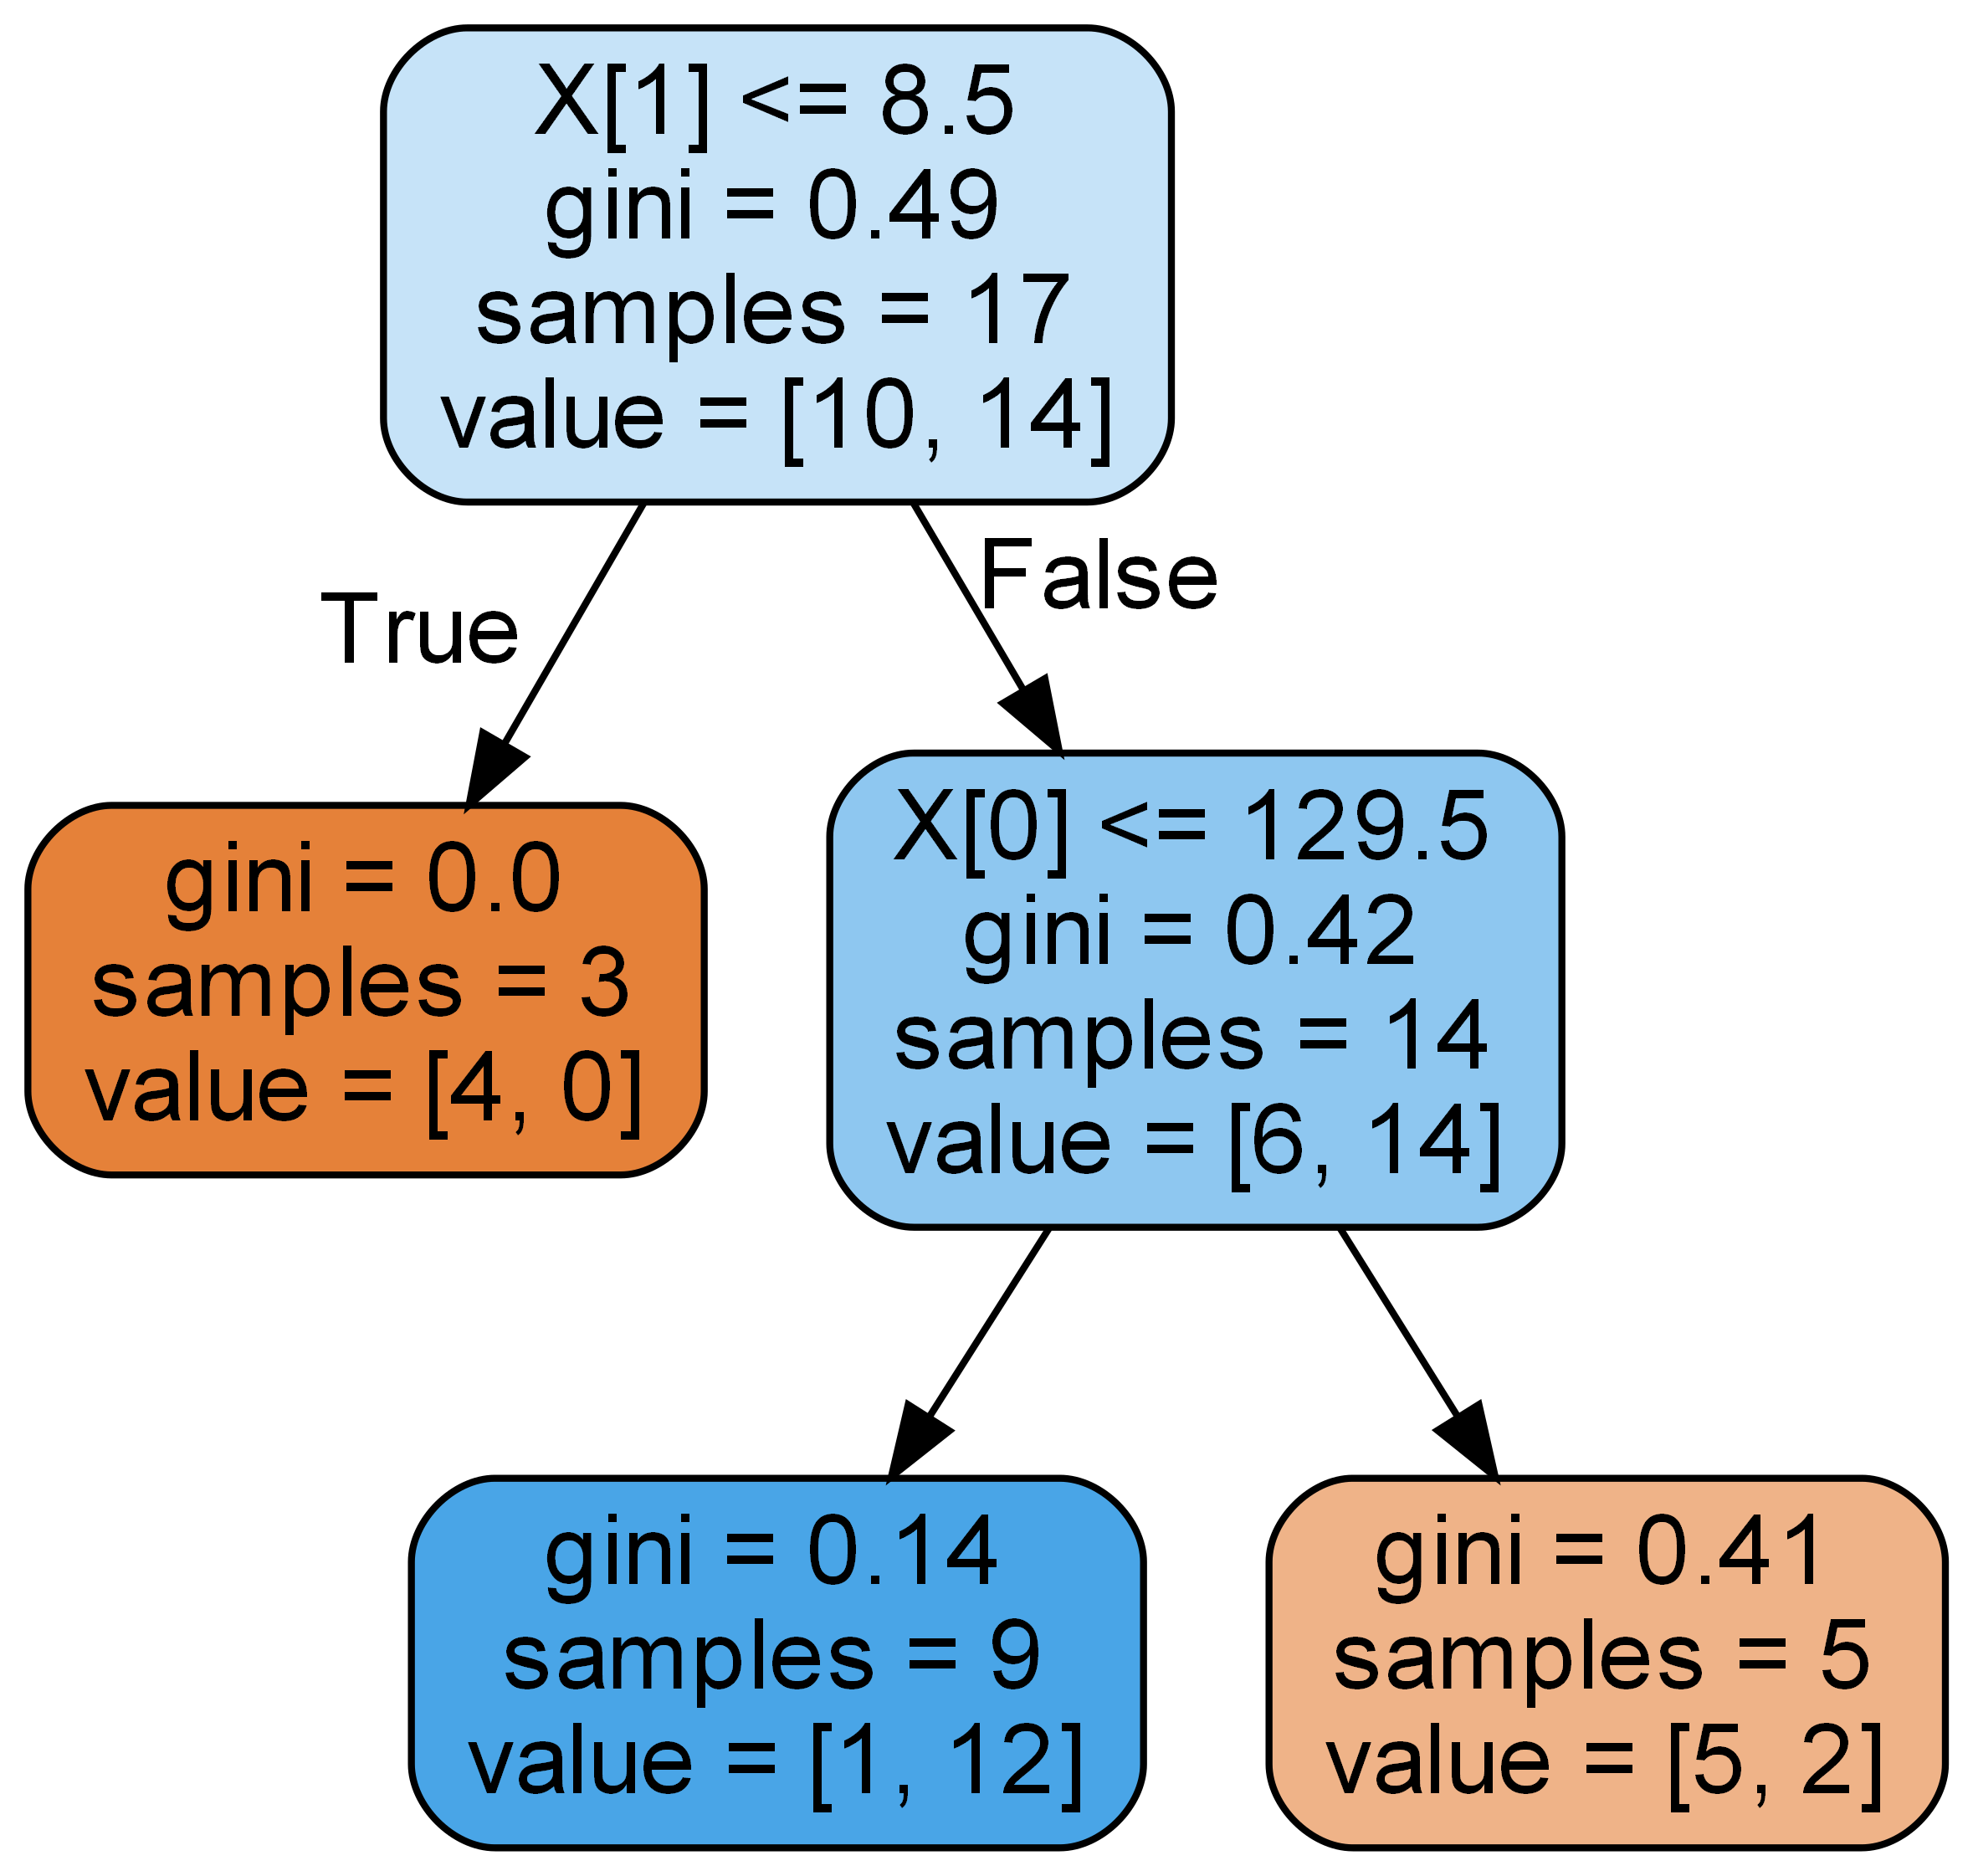 X[1] <= 8.5
gini = 0.49
samples = 17
value = [10, 14]
True
False
gini = 0.0
samples = 3
value = [4, 0]
X[0] <= 129.5
gini = 0.42
samples = 14
value = [6, 14]
gini = 0.14
samples = 9
value = [1, 12]
gini = 0.41
samples = 5
value = [5, 2]